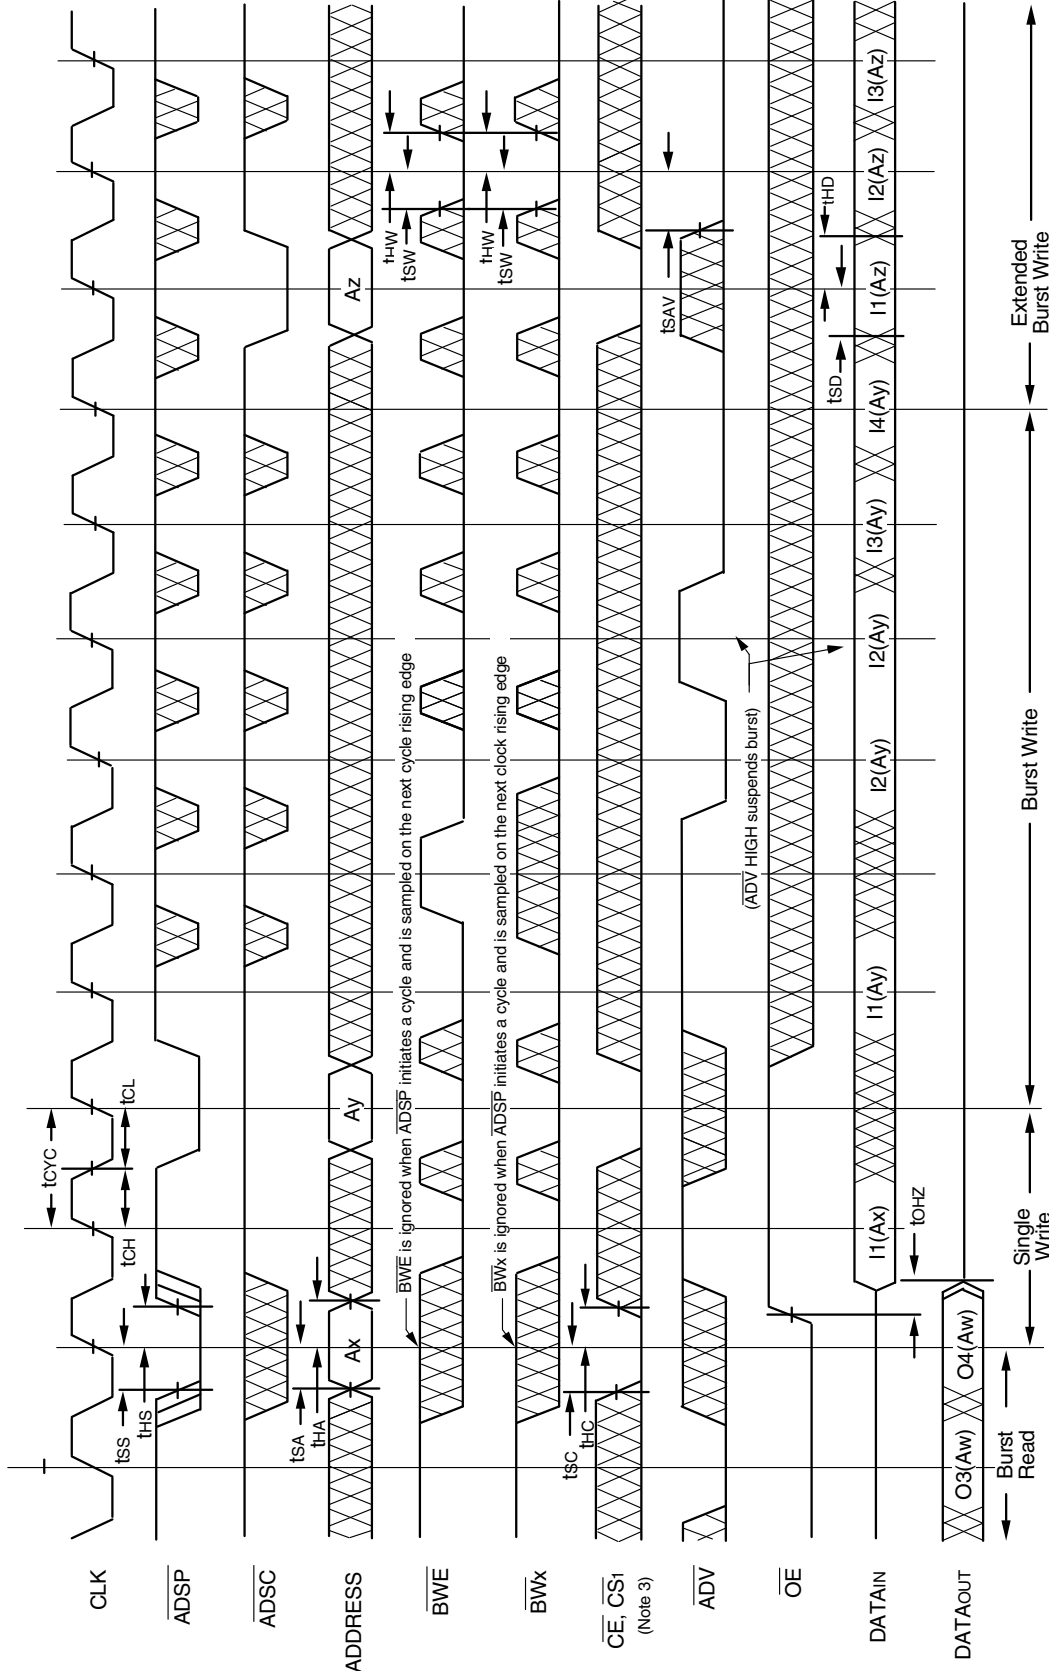 CLK
ADSP
ADSC
ADDRESS
BWE
BWx
CE, CS1
(Note 3)
ADV
OE
DATAIN
DATAOUT
tCYC
tCH
tCL
tSS
tHS
tSA
tHA
Ax
Ay
Az
BWE is ignored when ADSP initiates a cycle and is sampled on the next cycle rising edge
tHW
tSW
BWx is ignored when ADSP initiates a cycle and is sampled on the next clock rising edge
tHW
tSW
tSC
tHC
tSAV
(ADV HIGH suspends burst)
tSD
tHD
I1(Ax)
I1(Ay)
I2(Ay)
I2(Ay)
I3(Ay)
I4(Ay)
I1(Az)
I2(Az)
I3(Az)
tOHZ
O3(Aw)
O4(Aw)
Burst
Read
Single
Write
Burst Write
Extended
Burst Write